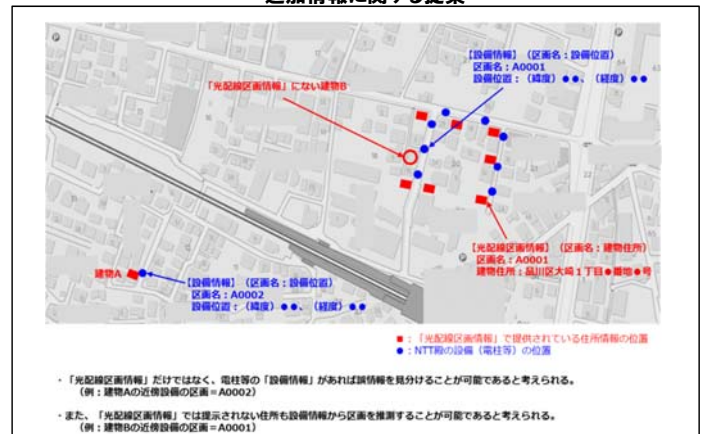 追加情報に関する提案
【設備情報】（区画名：設備位置）
区画名：A0001
設備位置：（緯度）●●、（経度）●●
「光配線区画情報」にない建物B
【光配線区画情報】（区画名：建物住所）
区画名：A0001
建物住所：品川区大崎１丁目●番地●号
建物A
【設備情報】（区画名：設備位置）
区画名：A0002
設備位置：（緯度）●●、（経度）●●
■：「光配線区画情報」で提供されている住所情報の位置
●：NTT殿の設備（電柱等）の位置
・「光配線区画情報」だけではなく、電柱等の「設備情報」があれば誤情報を見分けることが可能であると考えられる。
（例：建物Aの近傍設備の区画＝A0002）
・また、「光配線区画情報」では提示されない住所も設備情報から区画を推測することが可能であると考えられる。
（例：建物Bの近傍設備の区画＝A0001）